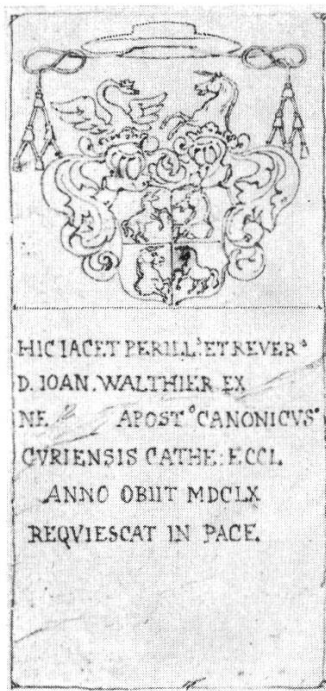 HIC IACET PERILL^s ET REVER^s
D. IOAN. WALTHIER EX
NE APOST° CANONICVS
CVRIENSIS CATHE: ECCL.
ANNO OBIIT MDCLX
REQVIESCAT IN PACE.